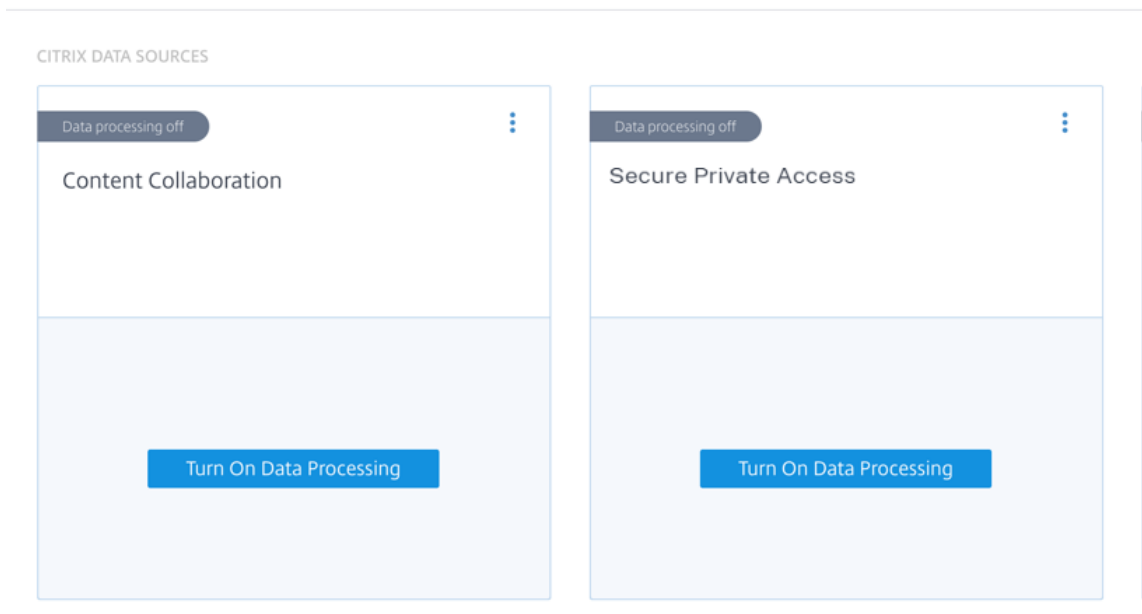 CITRIX DATA SOURCES
Data processing off
Content Collaboration
Turn On Data Processing
Data processing off
Secure Private Access
Turn On Data Processing